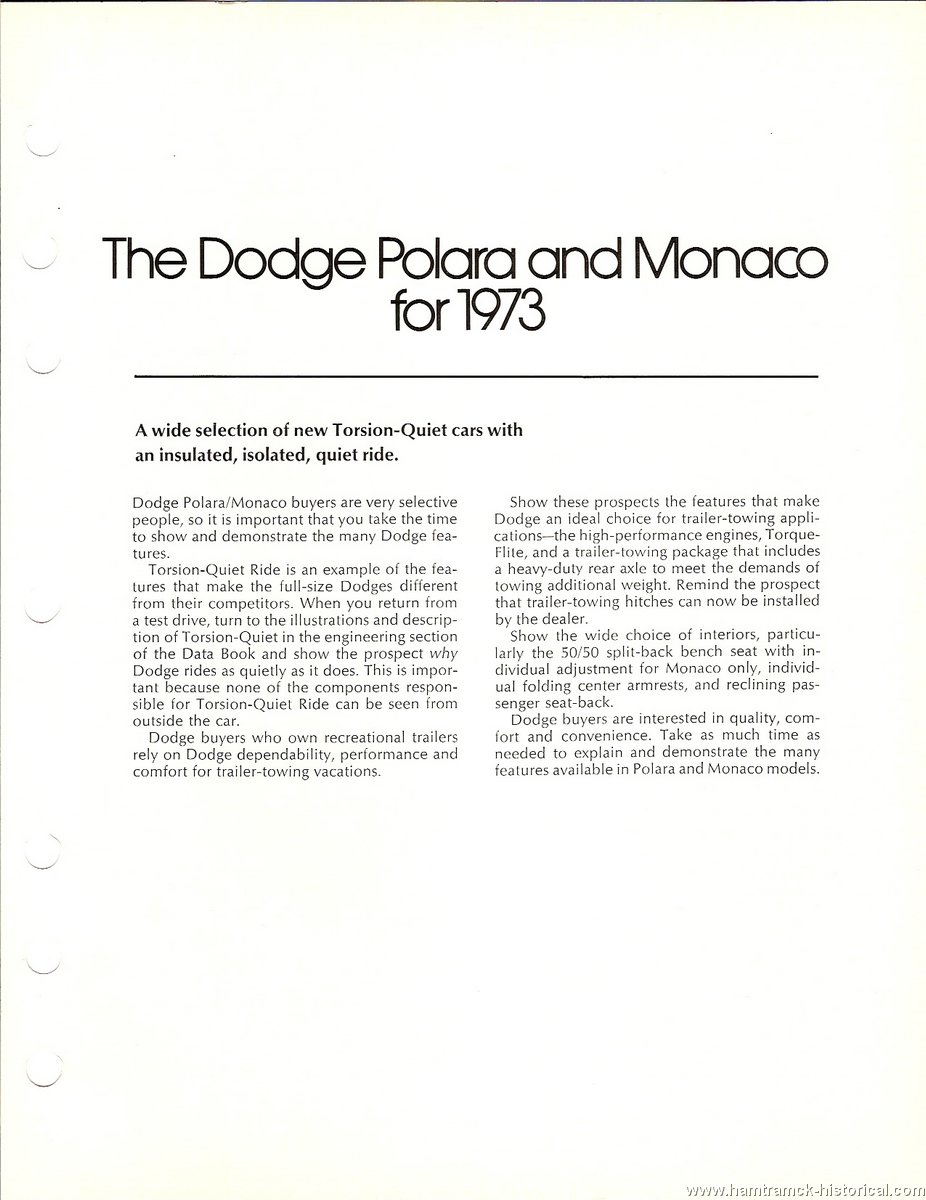 The Dodge Polara and Monaco
for 1973
A wide selection of new Torsion-Quiet cars with
an insulated, isolated, quiet ride.
Dodge Polara/Monaco buyers are very selective
people, so it is important that you take the time
to show and demonstrate the many Dodge fea-
tures.
Torsion-Quiet Ride is an example of the fea-
tures that make the full-size Dodges different
from their competitors. When you return from
a test drive, turn to the illustrations and descrip-
tion of Torsion-Quiet in the engineering section
of the Data Book and show the prospect why
Dodge rides as quietly as it does. This is impor-
tant because none of the components respon-
sible for Torsion-Quiet Ride can be seen from
outside the car.
Dodge buyers who own recreational trailers
rely on Dodge dependability, performance and
comfort for trailer-towing vacations.
Show these prospects the features that make
Dodge an ideal choice for trailer-towing appli-
cations—the high-performance engines, Torque-
Flite, and a trailer-towing package that includes
a heavy-duty rear axle to meet the demands of
towing additional weight. Remind the prospect
that trailer-towing hitches can now be installed
by the dealer.
Show the wide choice of interiors, particu-
larly the 50/50 split-back bench seat with in-
dividual adjustment for Monaco only, individ-
ual folding center armrests, and reclining pas-
senger seat-back.
Dodge buyers are interested in quality, com-
fort and convenience. Take as much time as
needed to explain and demonstrate the many
features available in Polara and Monaco models.
www.hamtramck-historical.com